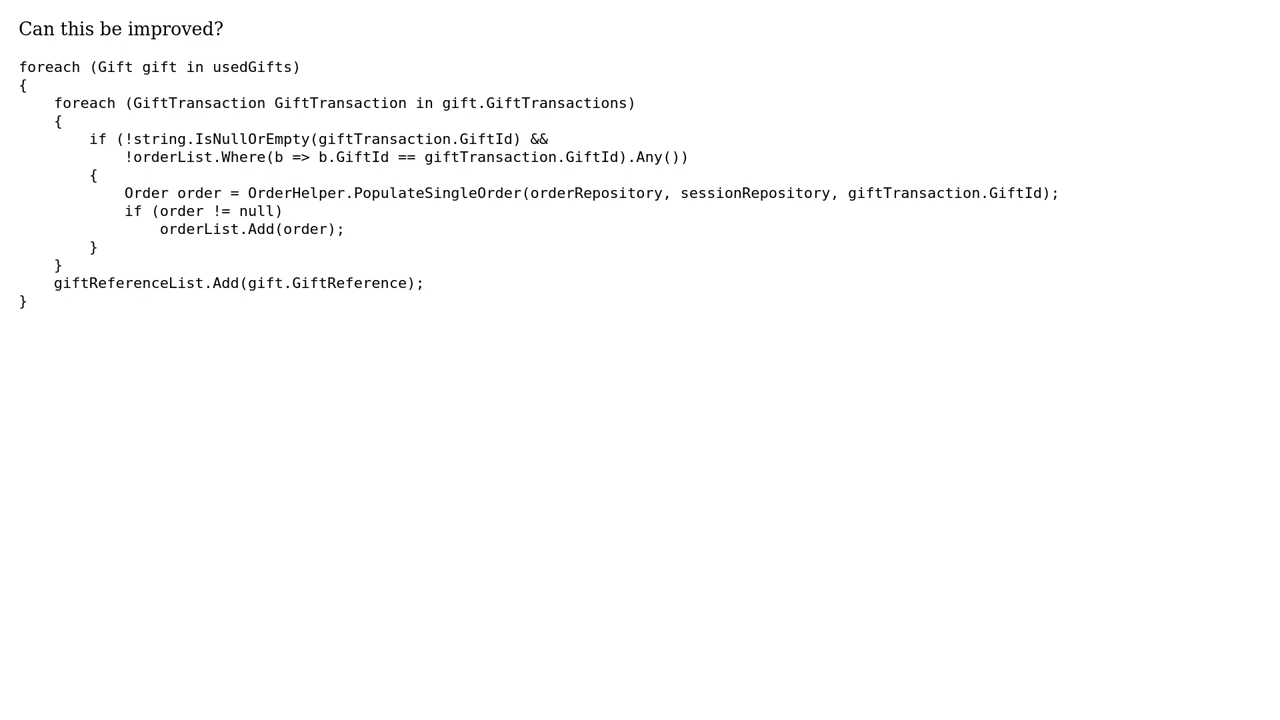 Can this be improved?
foreach (Gift gift in usedGifts)
{
    foreach (GiftTransaction GiftTransaction in gift.GiftTransactions)
    {
        if (!string.IsNullOrEmpty(giftTransaction.GiftId) &&
            !orderList.Where(b => b.GiftId == giftTransaction.GiftId).Any())
        {
            Order order = OrderHelper.PopulateSingleOrder(orderRepository, sessionRepository, giftTransaction.GiftId);
            if (order != null)
                orderList.Add(order);
        }
    }
    giftReferenceList.Add(gift.GiftReference);
}